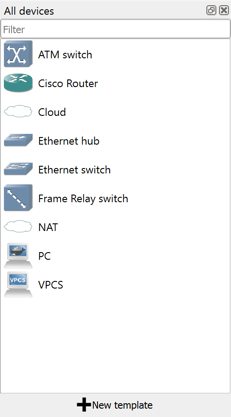 All devices
Filter
ATM switch
Cisco Router
Cloud
Ethernet hub
Ethernet switch
Frame Relay switch
NAT
PC
VPCS
VPCS
New template